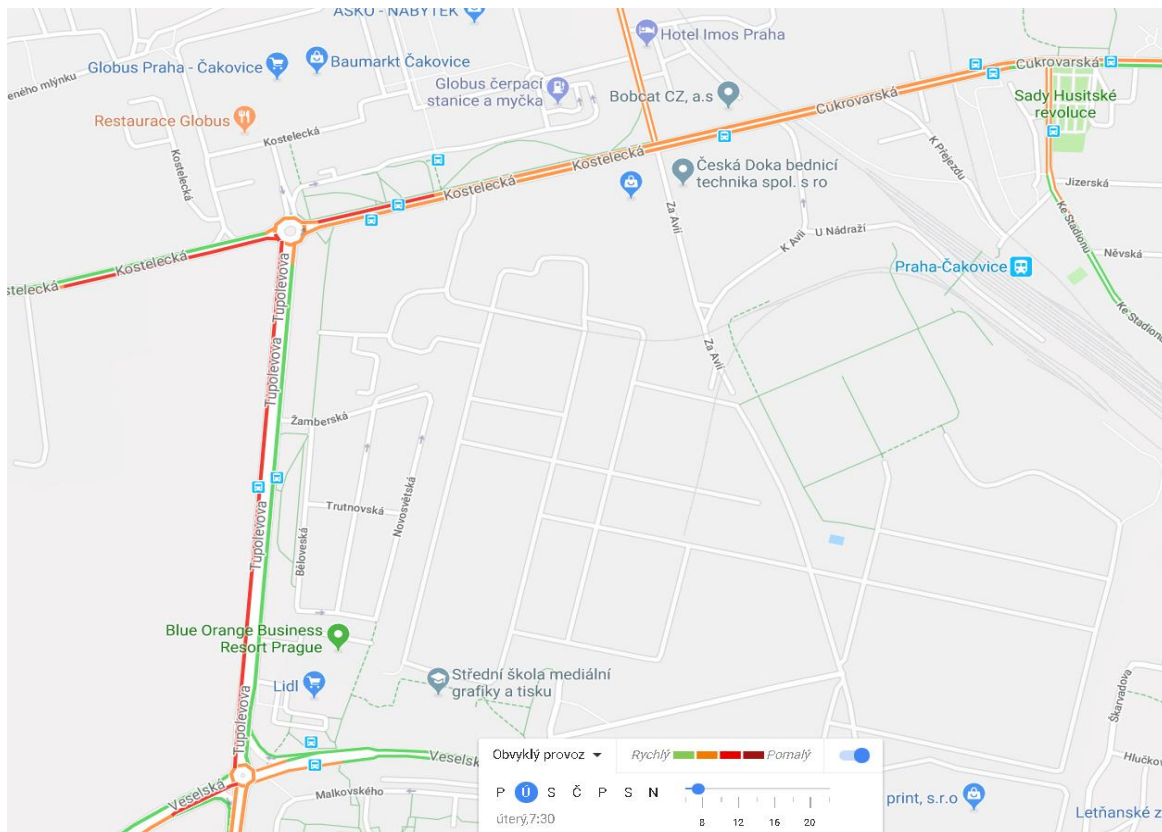 ASKO - NÁBYTEK
Hotel Imos Praha
Globus Praha - Čakovice
Baumarkt Čakovice
Cukrovarská
eného mlýnku
Globus čerpací
stanice a myčka
Bobcat CZ, a.s
Sady Husitské
revoluce
Cukrovarská
Restaurace Globus
Kostelecká
K Přejezdu
Kostelecká
Kostelecká
Česká Doka bednicí
technika spol. s ro
Kostelecká
Jizerská
Za Avií
Ke Stadionu
K Avii
U Nádraží
Něvská
Kostelecká
Praha-Čakovice
stelecká
Tupolevova
Ke Stadionu
Za Avií
Tupolevova
Žamberská
Trutnovská
Novosvětská
Tupolevova
Běloveská
Blue Orange Business
Resort Prague
Střední škola mediální
grafiky a tisku
Lidl
Škarvadova
Tupolevova
Veselsk
Obvyklý provoz
Rychlý
Pomalý
Hlučkov
Veselská
Malkovského
P Ú S Č P S N
print, s.r.o
úterý,7:30
8 12 16 20
Letňanské z